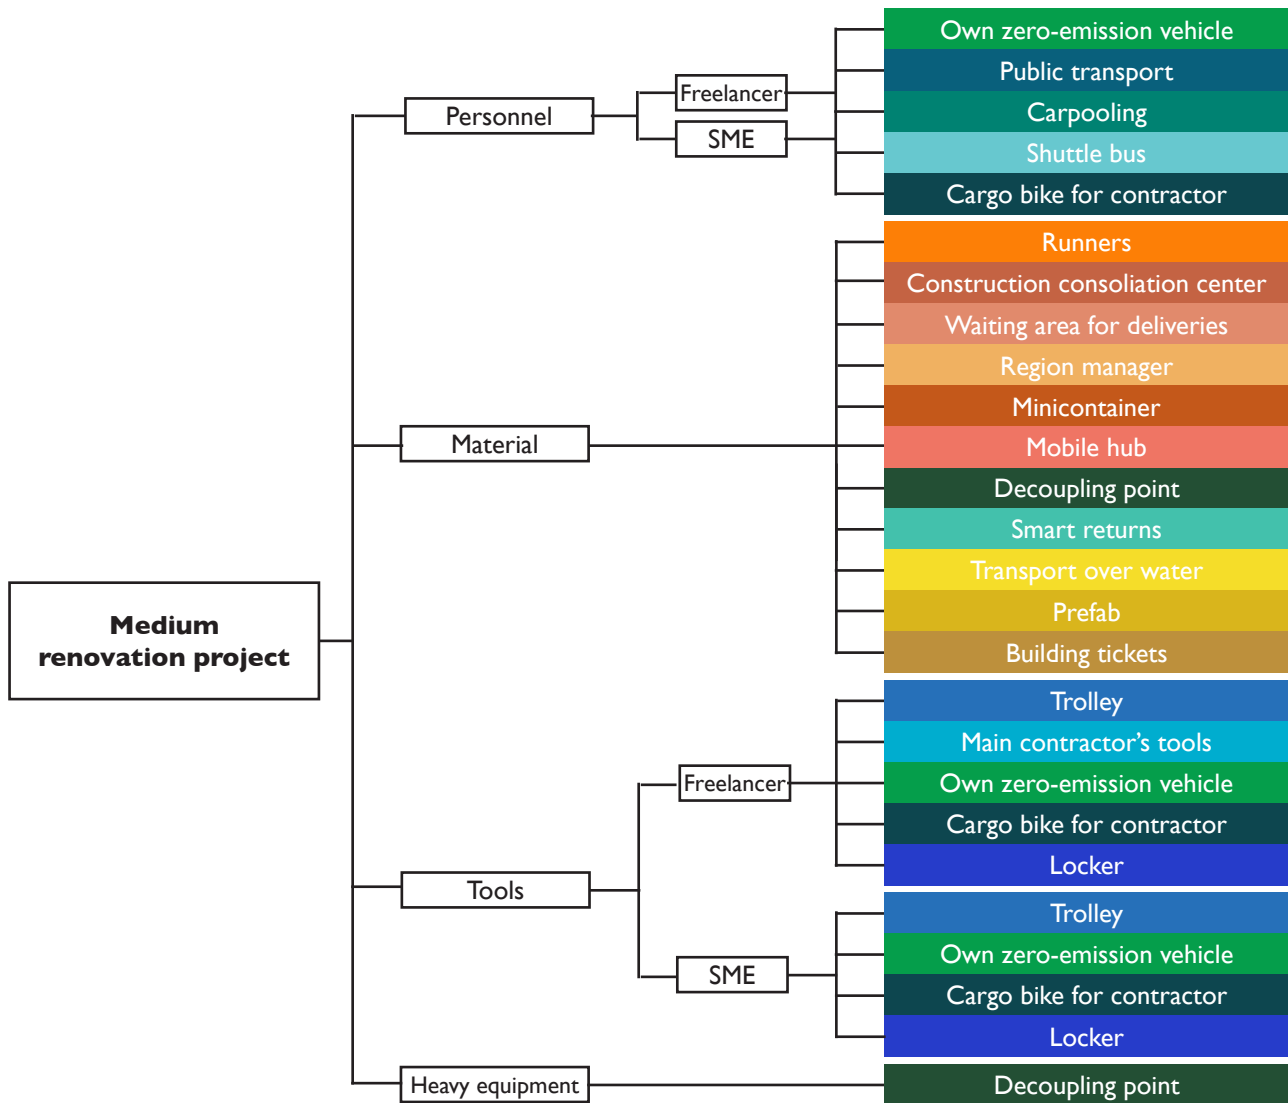 Medium
renovation project
Personnel
Freelancer
SME
Own zero-emission vehicle
Public transport
Carpooling
Shuttle bus
Cargo bike for contractor
Material
Runners
Construction consoliation center
Waiting area for deliveries
Region manager
Minicontainer
Mobile hub
Decoupling point
Smart returns
Transport over water
Prefab
Building tickets
Tools
Freelancer
Trolley
Main contractor's tools
Own zero-emission vehicle
Cargo bike for contractor
Locker
SME
Trolley
Own zero-emission vehicle
Cargo bike for contractor
Locker
Heavy equipment
Decoupling point